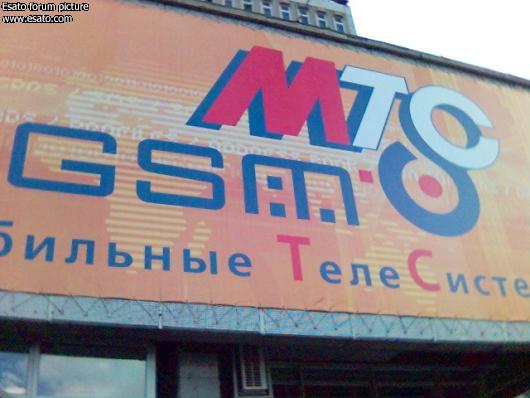 Esato forum picture
www.esato.com
МТС
GSM
бильные ТелеСисте